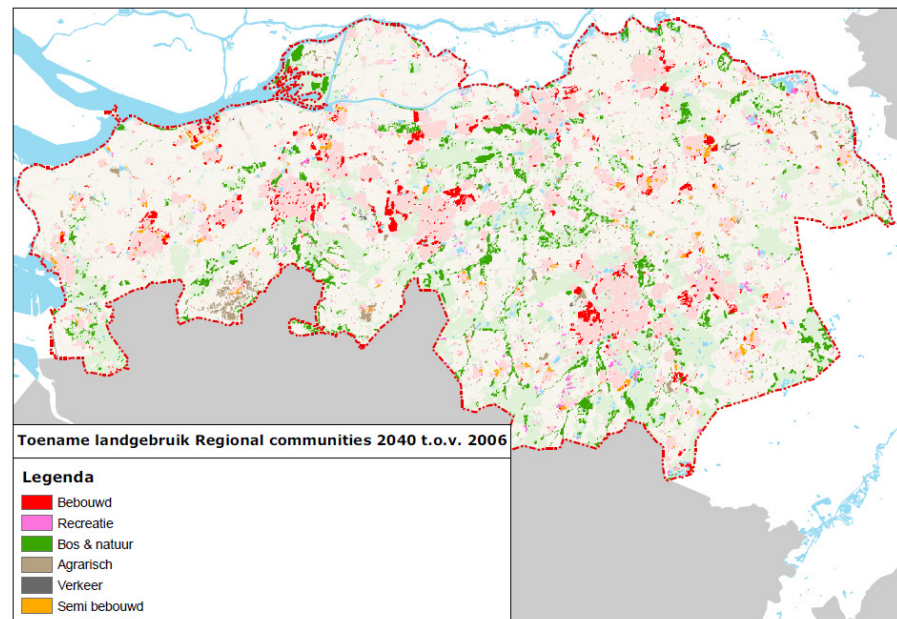 Toename landgebruik Regional communities 2040 t.o.v. 2006
Legenda
Bebouwd
Recreatie
Bos & natuur
Agrarisch
Verkeer
Semi bebouwd